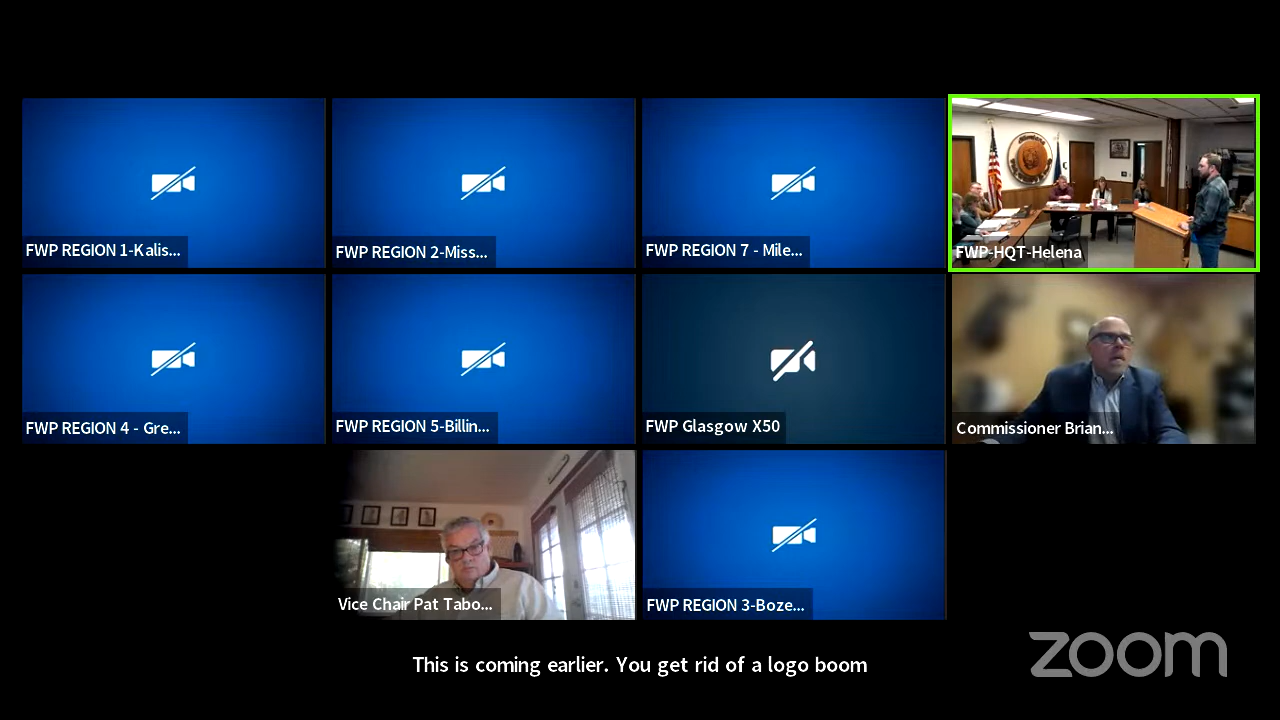 FWP REGION 1-Kalis...
FWP REGION 2-Miss...
FWP REGION 7 - Mile...
FWP-HQT-Helena
FWP REGION 4 - Gre...
FWP REGION 5-Billin...
FWP Glasgow X50
Commissioner Brian...
Vice Chair Pat Tabo...
FWP REGION 3-Boze...
This is coming earlier. You get rid of a logo boom
zoom